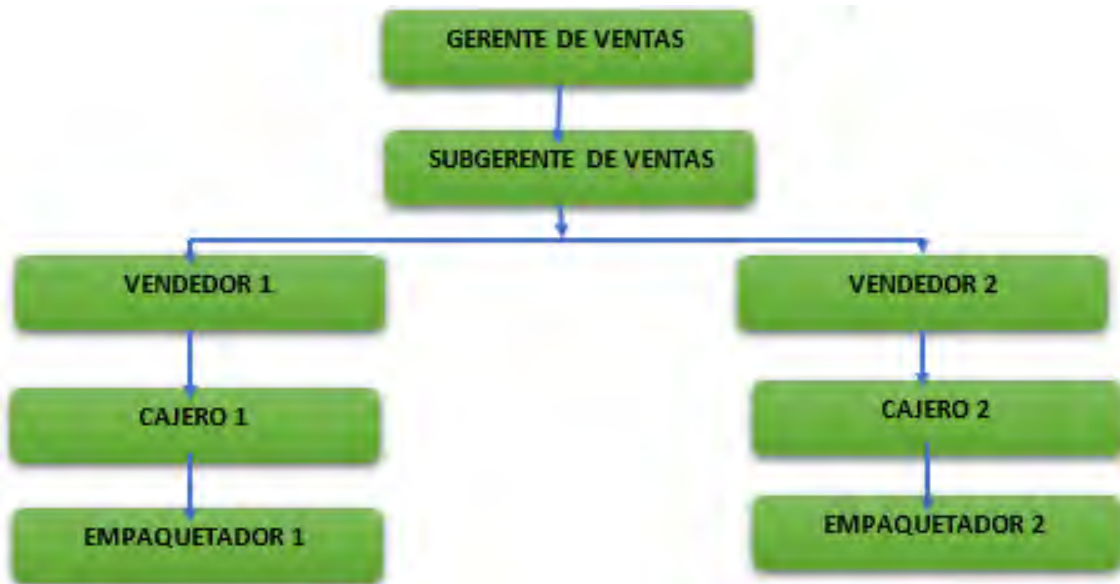 GERENTE DE VENTAS
SUBGERENTE DE VENTAS
VENDEDOR 1
VENDEDOR 2
CAJERO 1
CAJERO 2
EMPAQUETADOR 1
EMPAQUETADOR 2